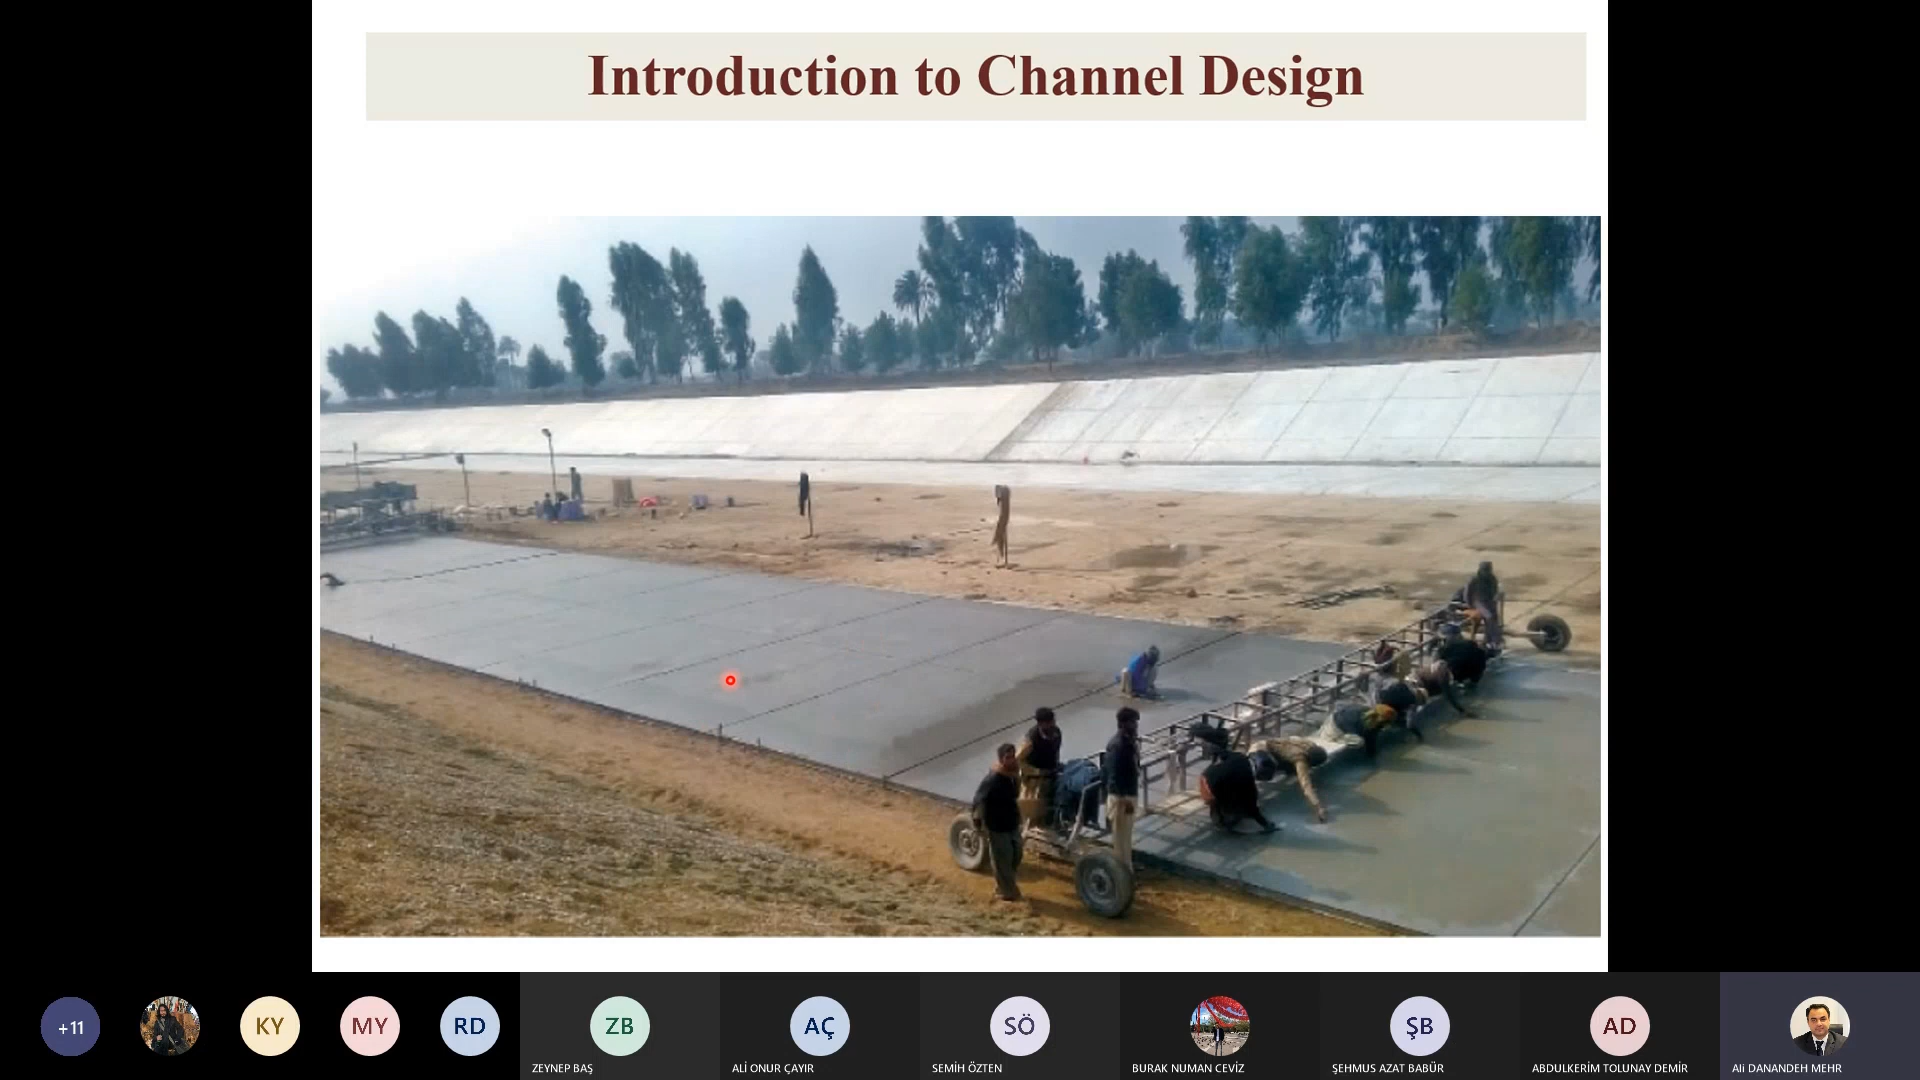 Introduction to Channel Design
+11
KY
MY
RD
ZB
AÇ
SÖ
ŞB
AD
ZEYNEP BAŞ
ALİ ONUR ÇAYIR
SEMİH ÖZTEN
BURAK NUMAN CEVİZ
ŞEHMUS AZAT BABÜR
ABDULKERİM TOLUNAY DEMİR
Ali DANANDEH MEHR